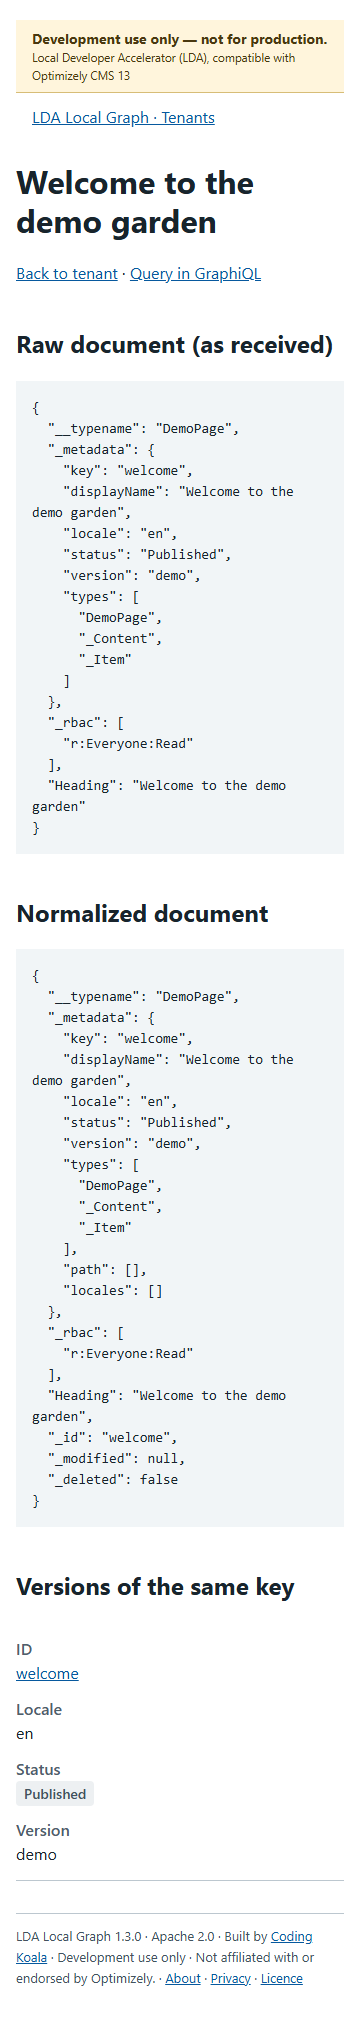 Development use only — not for production.
Local Developer Accelerator (LDA), compatible with
Optimizely CMS 13
LDA Local Graph · Tenants
Welcome to the
demo garden
Back to tenant · Query in GraphiQL
Raw document (as received)
{
  "__typename": "DemoPage",
  "_metadata": {
    "key": "welcome",
    "displayName": "Welcome to the
demo garden",
    "locale": "en",
    "status": "Published",
    "version": "demo",
    "types": [
      "DemoPage",
      "_Content",
      "_Item"
    ]
  },
  "_rbac": [
    "r:Everyone:Read"
  ],
  "Heading": "Welcome to the demo
garden"
}
Normalized document
{
  "__typename": "DemoPage",
  "_metadata": {
    "key": "welcome",
    "displayName": "Welcome to the
demo garden",
    "locale": "en",
    "status": "Published",
    "version": "demo",
    "types": [
      "DemoPage",
      "_Content",
      "_Item"
    ],
    "path": [],
    "locales": []
  },
  "_rbac": [
    "r:Everyone:Read"
  ],
  "Heading": "Welcome to the demo
garden",
  "_id": "welcome",
  "_modified": null,
  "_deleted": false
}
Versions of the same key
ID
welcome
Locale
en
Status
Published
Version
demo
LDA Local Graph 1.3.0 · Apache 2.0 · Built by Coding
Koala · Development use only · Not affiliated with or
endorsed by Optimizely. · About · Privacy · Licence